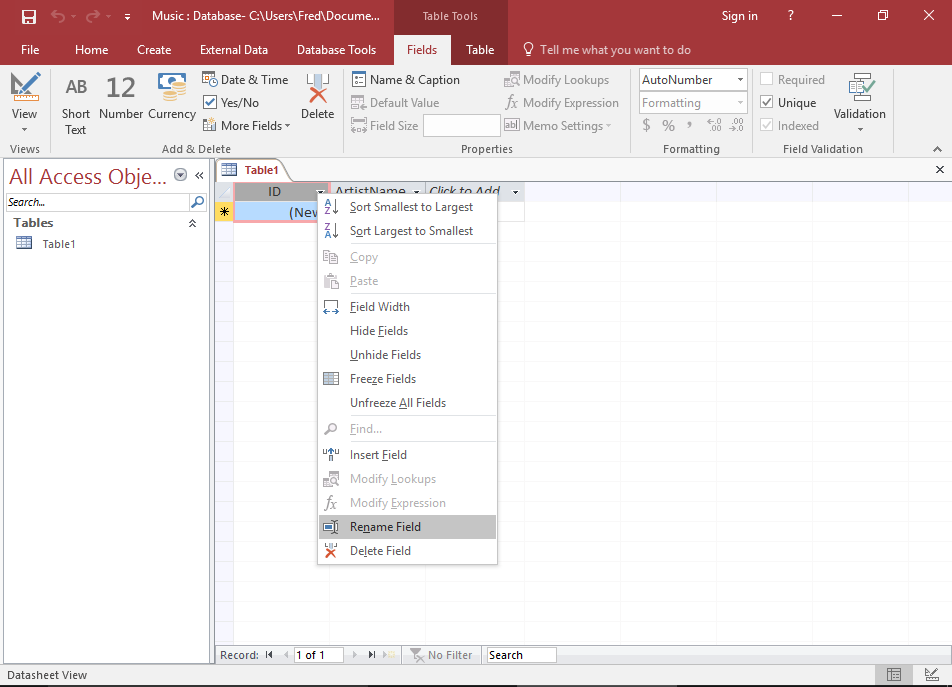 Music : Database- C:\Users\Fred\Docume...
Table Tools
Sign in
?
File
Home
Create
External Data
Database Tools
Fields
Table
Tell me what you want to do
View
Views
AB
Short
Text
12
Number
Currency
Date & Time
Yes/No
More Fields
Delete
Add & Delete
Name & Caption
Default Value
Field Size
Modify Lookups
fx Modify Expression
ab Memo Settings
Properties
AutoNumber
Formatting
$ % , .00 .00
Formatting
Required
Unique
Indexed
Validation
Field Validation
All Access Obje...
Search...
Tables
Table1
Table1
ID
ArtistName
Click to Add
(New
Sort Smallest to Largest
Sort Largest to Smallest
Copy
Paste
Field Width
Hide Fields
Unhide Fields
Freeze Fields
Unfreeze All Fields
Find...
Insert Field
Modify Lookups
fx Modify Expression
Rename Field
Delete Field
Record:
1 of 1
No Filter
Search
Datasheet View